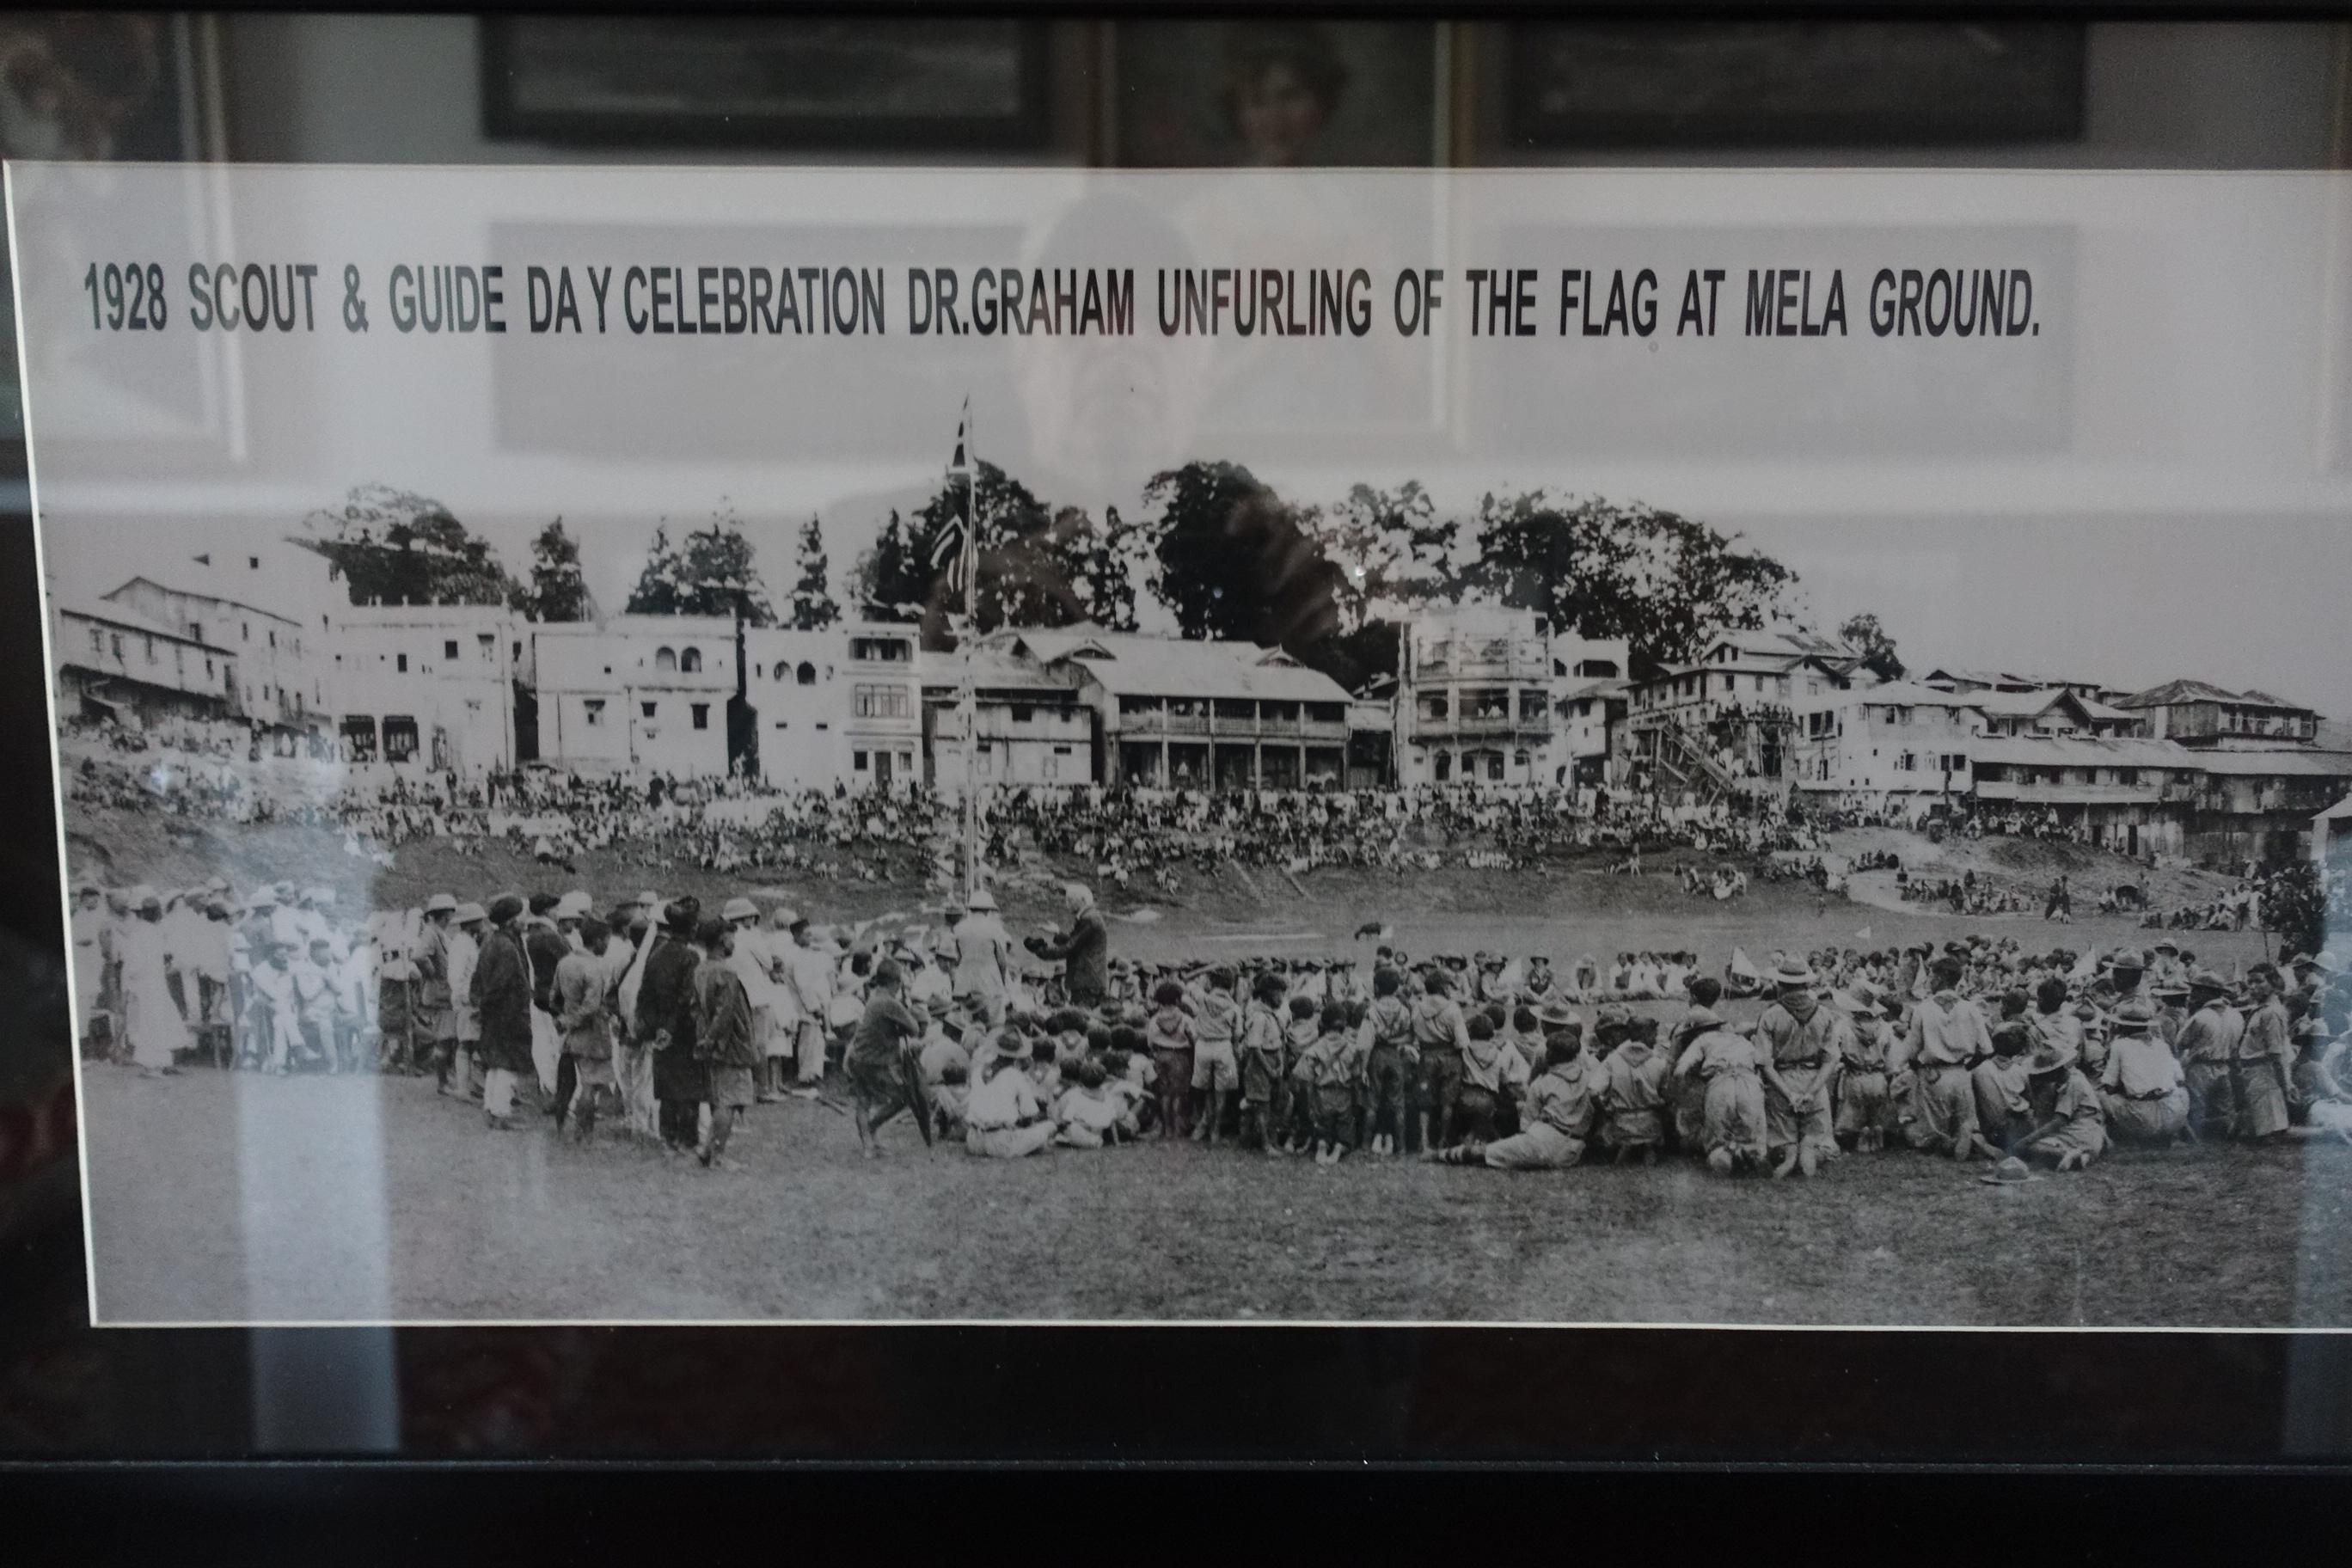 1928 SCOUT & GUIDE DAY CELEBRATION DR.GRAHAM UNFURLING OF THE FLAG AT MELA GROUND.